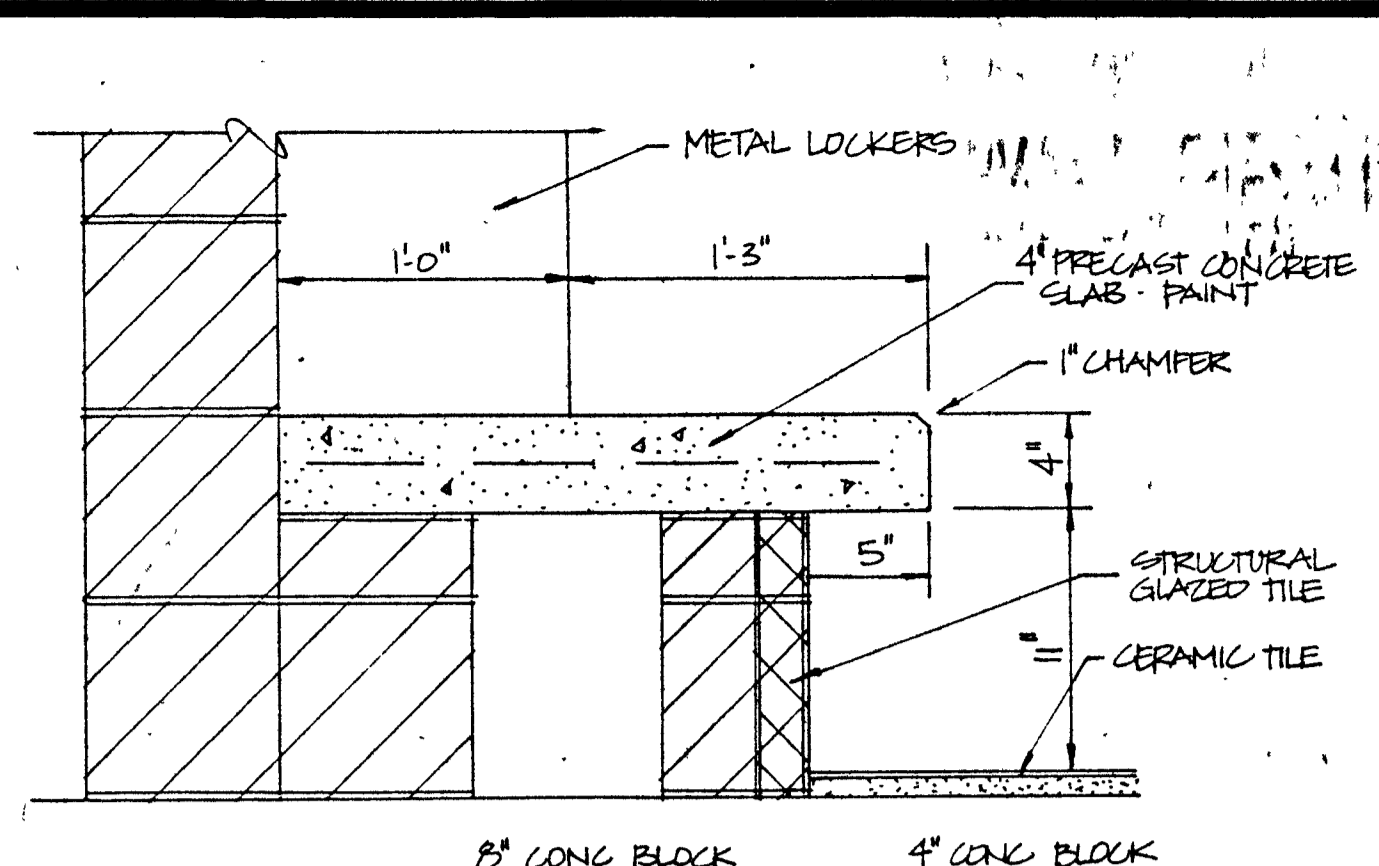 METAL LOCKERS
1'-0"
1'-3"
4" PRECAST CONCRETE
SLAB - PAINT
1" CHAMFER
4"
5"
STRUCTURAL
GLAZED TILE
11"
CERAMIC TILE
8" CONC BLOCK
4" CONC BLOCK